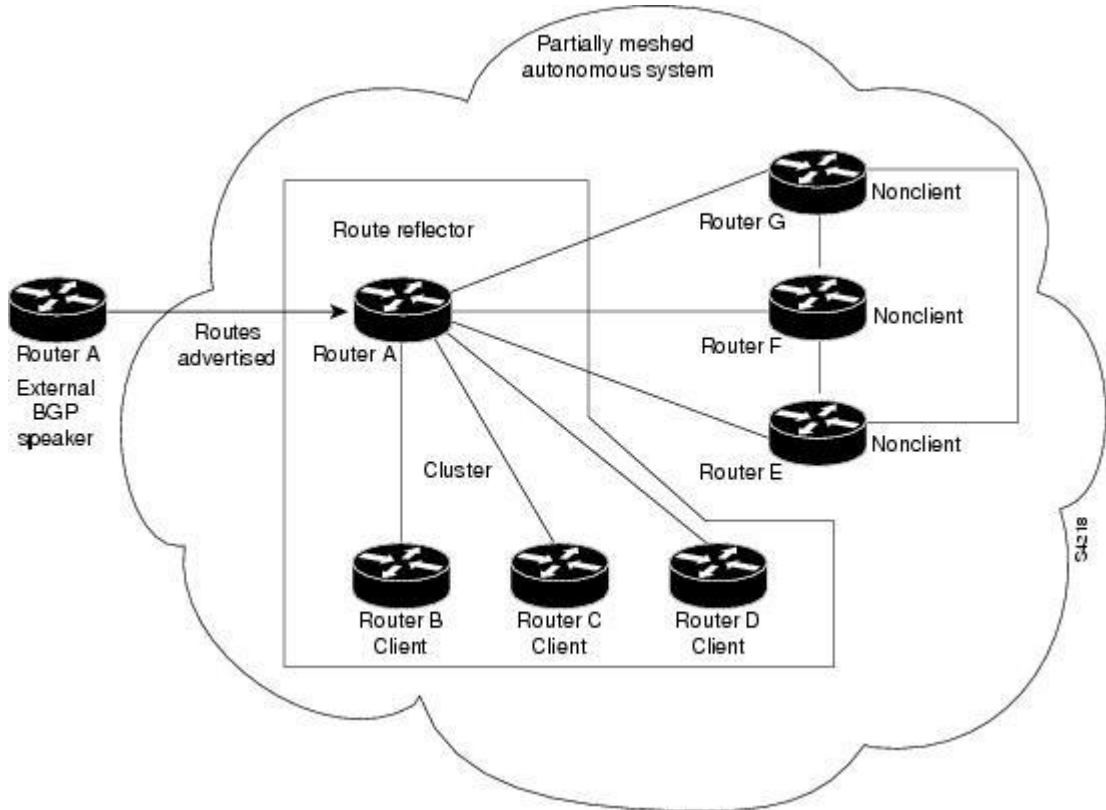 Partially meshed
autonomous system
Nonclient
Router G
Route reflector
Nonclient
Router F
Router A
External
BGP
speaker
Routes
advertised
Router A
Nonclient
Router E
Cluster
Router B
Client
Router C
Client
Router D
Client
S4218